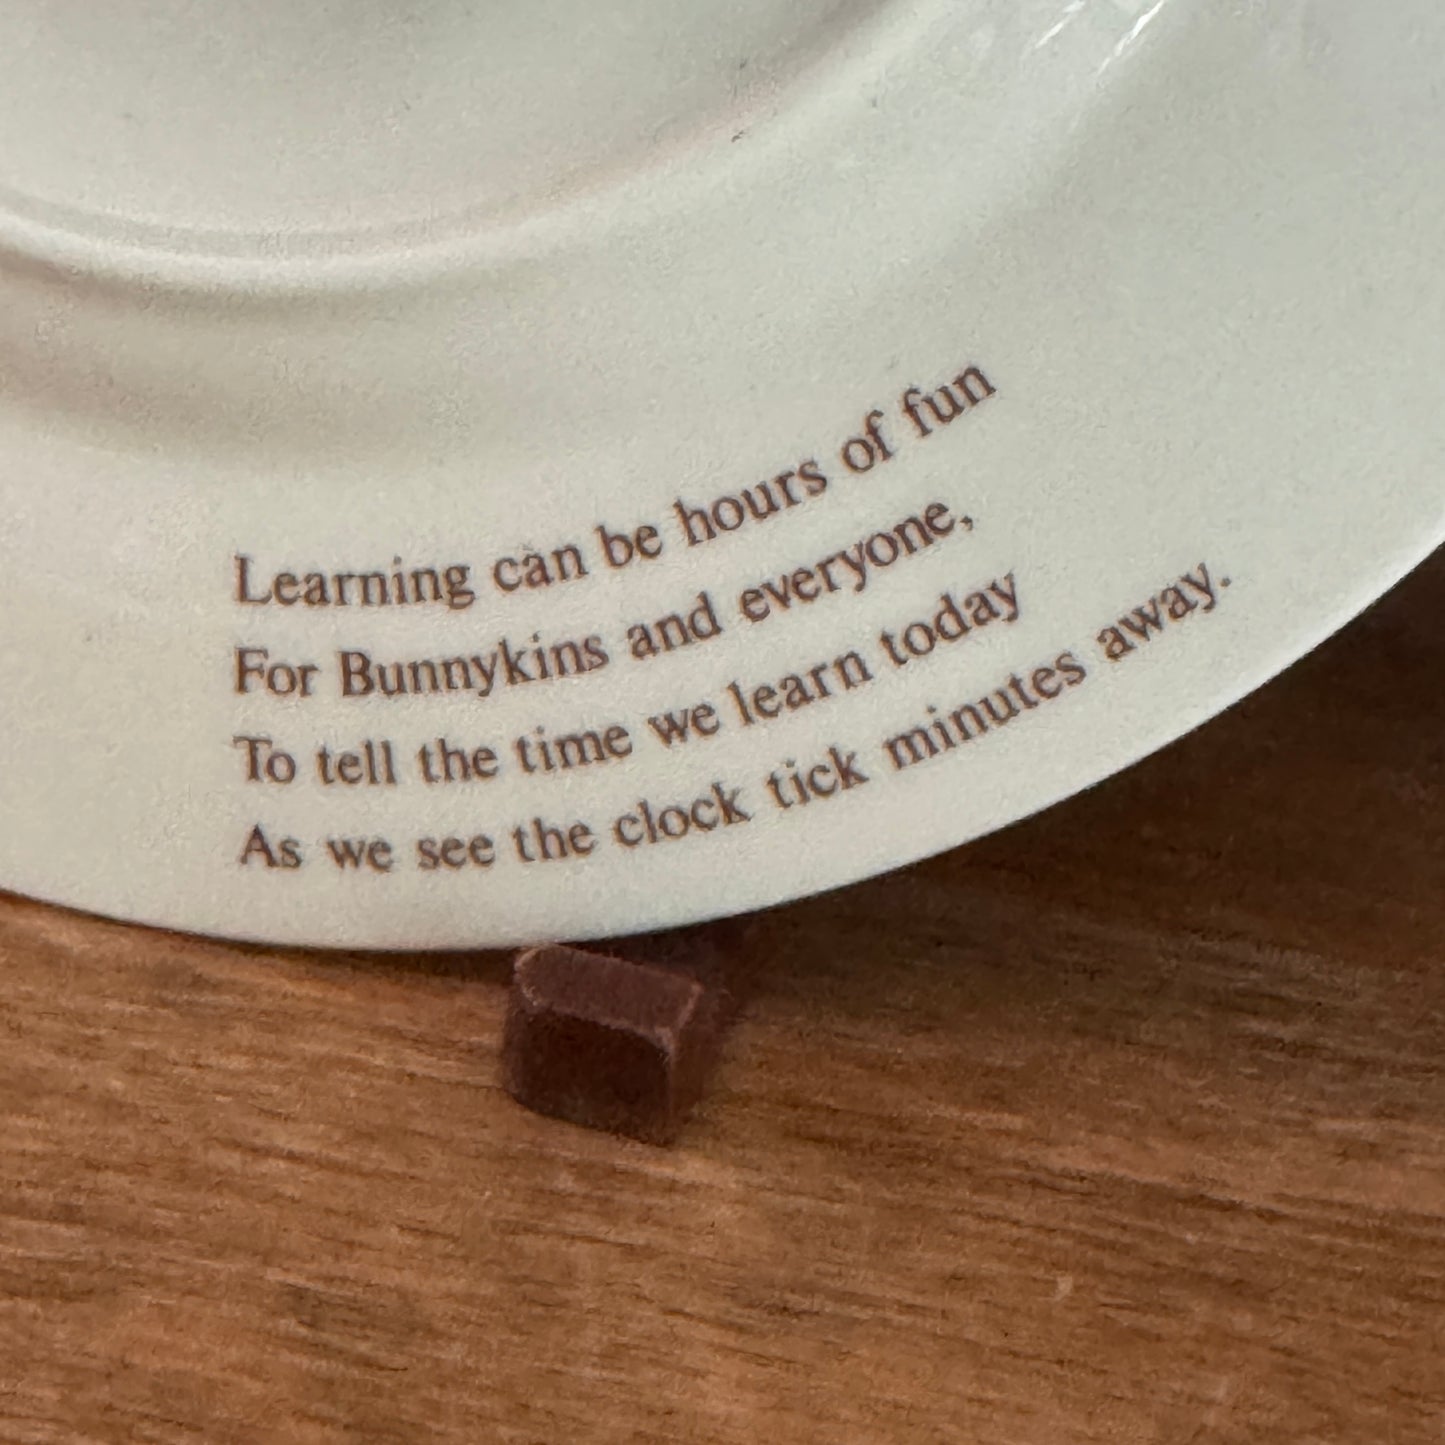 Learning can be hours of fun
For Bunnykins and everyone,
To tell the time we learn today
As we see the clock tick minutes away.